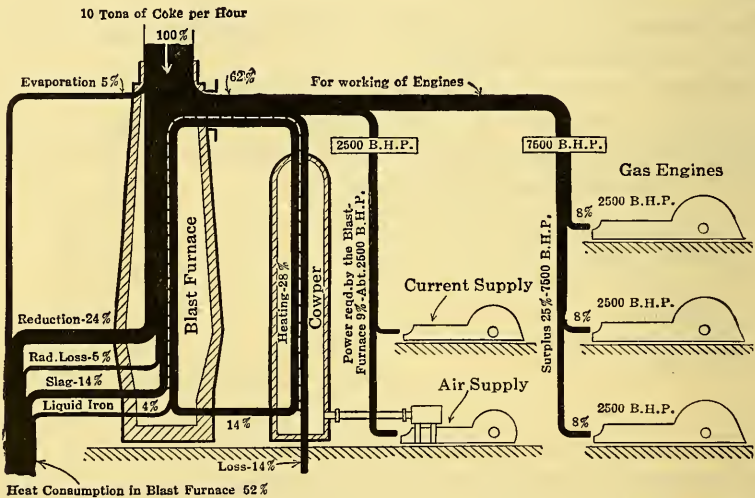 10 Tons of Coke per Hour
100%
Evaporation 5%
62%
For working of Engines
2500 B.H.P.
7500 B.H.P.
Gas Engines
8%
2500 B.H.P.
Blast Furnace
Heating-28%
Cowper
Power reqd.by the Blast-
Furnace 9%-Abt.2500 B.H.P.
Surplus 25%-7500 B.H.P.
Current Supply
8%
2500 B.H.P.
Reduction-24%
Rad.Loss-5%
Slag-14%
Liquid Iron
4%
14%
Air Supply
8%
2500 B.H.P.
Loss-14%
Heat Consumption in Blast Furnace 52%